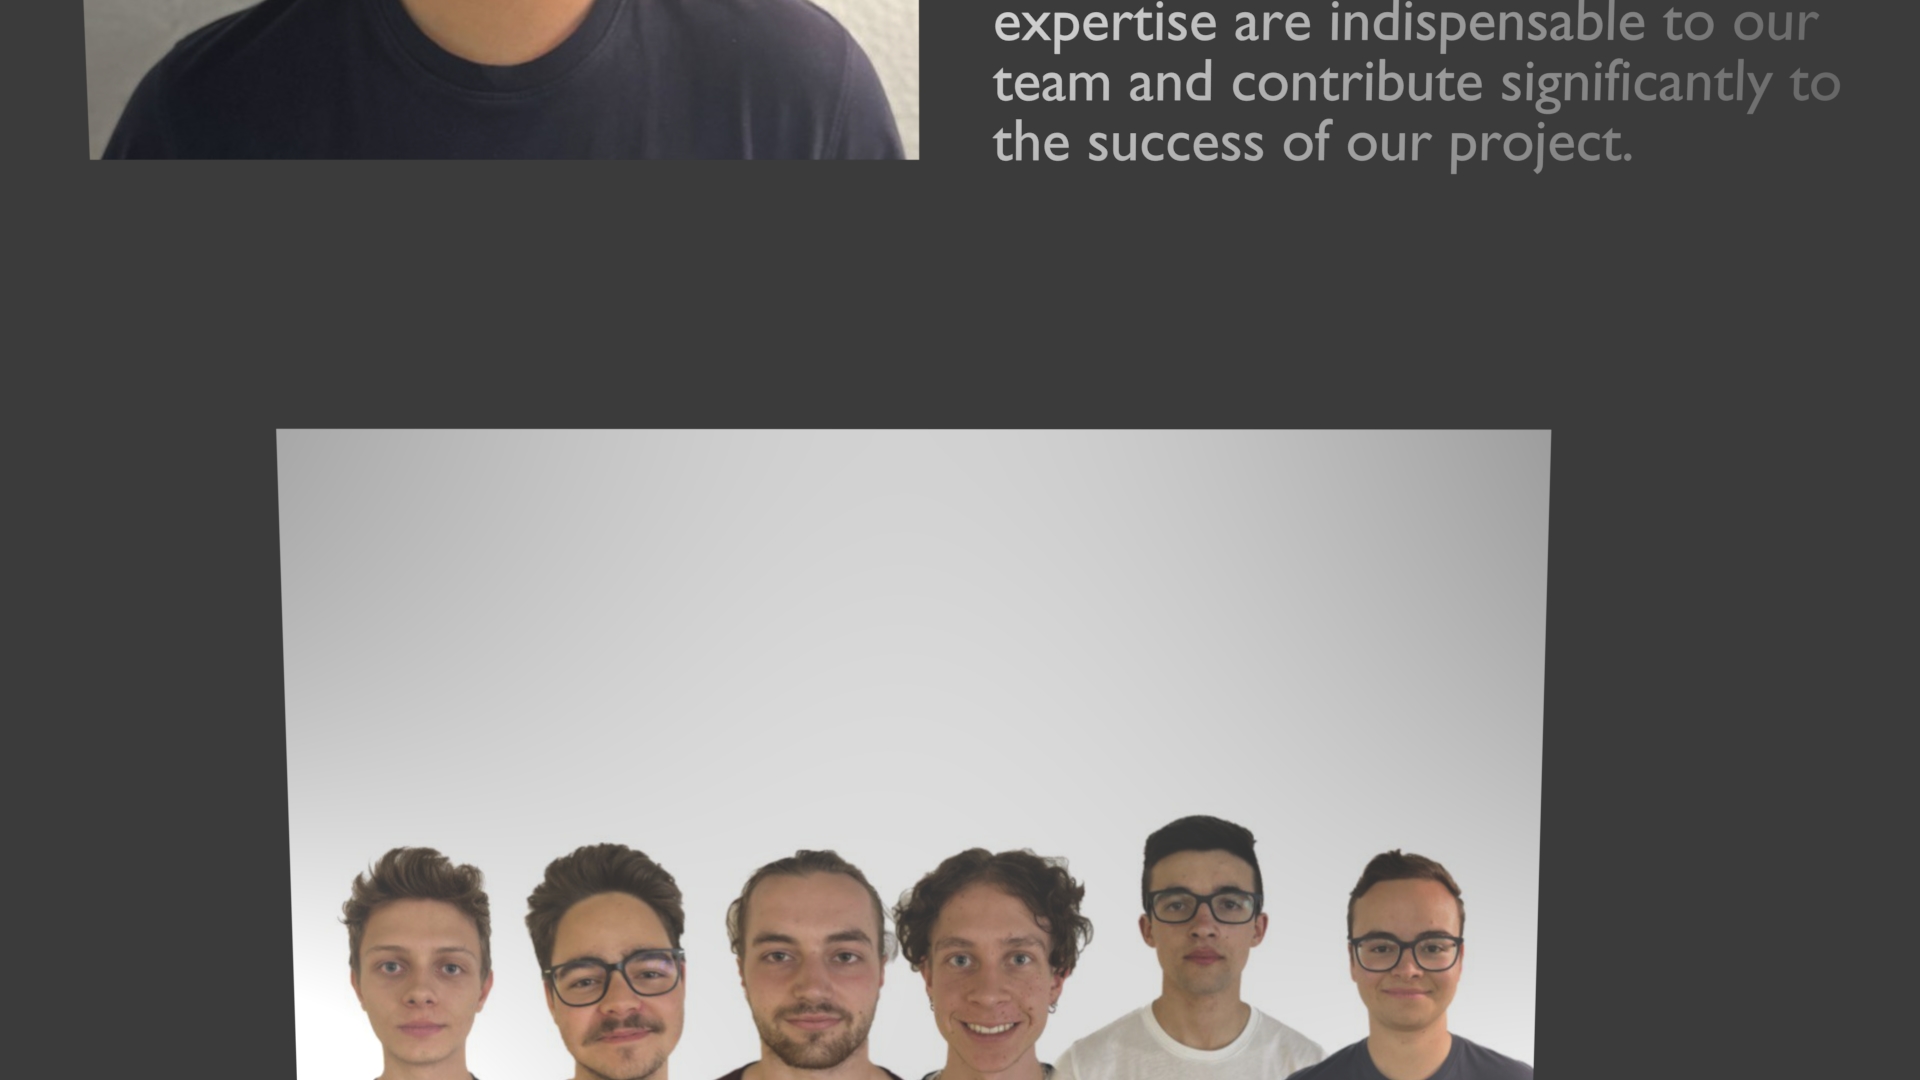 expertise are indispensable to our
team and contribute significantly to
the success of our project.